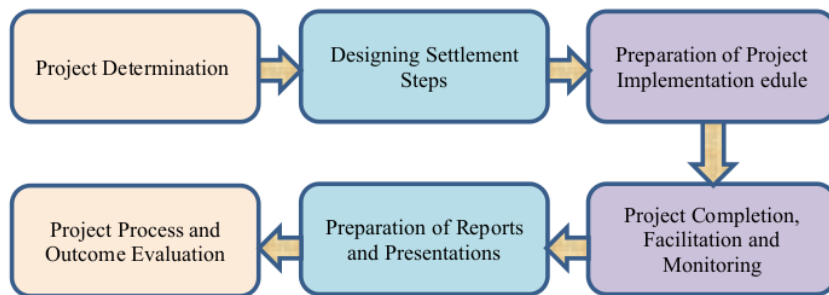 Project Determination
Designing Settlement
Steps
Preparation of Project
Implementation edule
Project Completion,
Facilitation and
Monitoring
Preparation of Reports
and Presentations
Project Process and
Outcome Evaluation